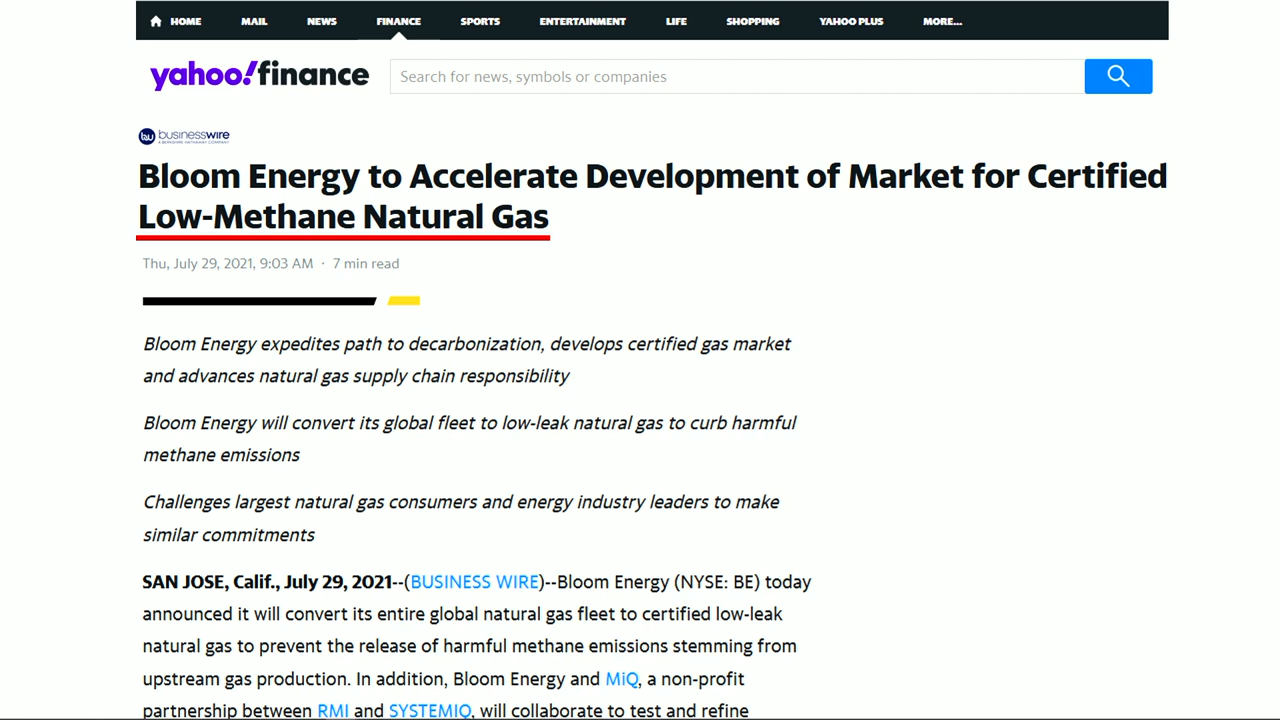 HOME MAIL NEWS FINANCE SPORTS ENTERTAINMENT LIFE SHOPPING YAHOO PLUS MORE...
yahoo!finance
Search for news, symbols or companies
bw businesswire
A BERKSHIRE HATHAWAY COMPANY
Bloom Energy to Accelerate Development of Market for Certified
Low-Methane Natural Gas
Thu, July 29, 2021, 9:03 AM · 7 min read
Bloom Energy expedites path to decarbonization, develops certified gas market
and advances natural gas supply chain responsibility
Bloom Energy will convert its global fleet to low-leak natural gas to curb harmful
methane emissions
Challenges largest natural gas consumers and energy industry leaders to make
similar commitments
SAN JOSE, Calif., July 29, 2021--(BUSINESS WIRE)--Bloom Energy (NYSE: BE) today
announced it will convert its entire global natural gas fleet to certified low-leak
natural gas to prevent the release of harmful methane emissions stemming from
upstream gas production. In addition, Bloom Energy and MiQ, a non-profit
partnership between RMI and SYSTEMIQ, will collaborate to test and refine